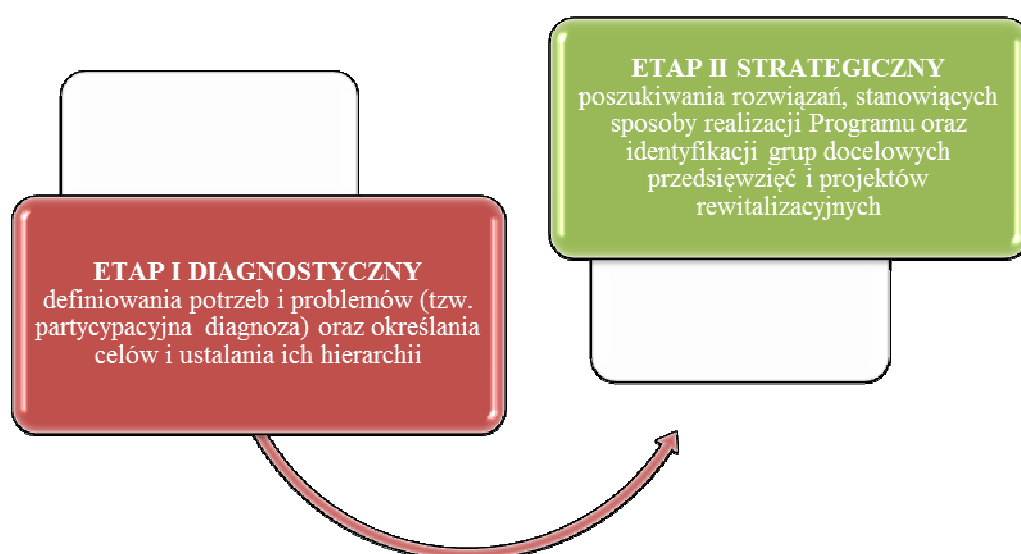 ETAP I DIAGNOSTYCZNY
definiowania potrzeb i problemów (tzw.
partycypacyjna diagnoza) oraz określania
celów i ustalania ich hierarchii
ETAP II STRATEGICZNY
poszukiwania rozwiązań, stanowiących
sposoby realizacji Programu oraz
identyfikacji grup docelowych
przedsięwzięć i projektów
rewitalizacyjnych